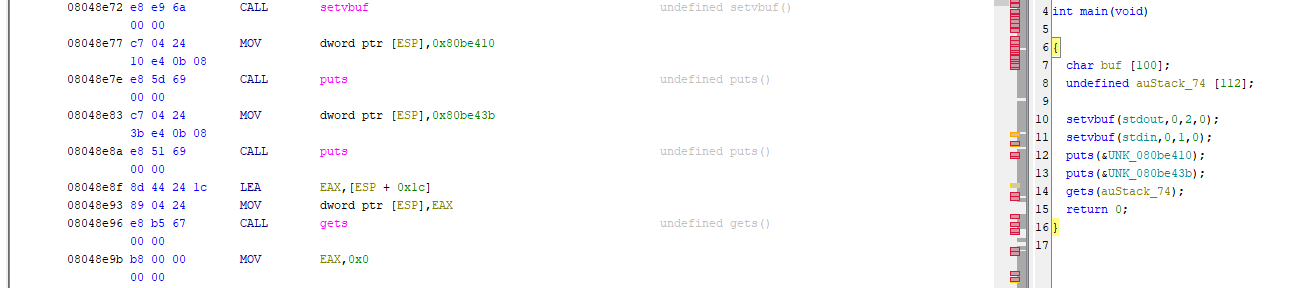 08048e72 e8 e9 6a CALL setvbuf undefined setvbuf()
00 00
08048e77 c7 04 24 MOV dword ptr [ESP],0x80be410
10 e4 0b 08
08048e7e e8 5d 69 CALL puts undefined puts()
00 00
08048e83 c7 04 24 MOV dword ptr [ESP],0x80be43b
3b e4 0b 08
08048e8a e8 51 69 CALL puts undefined puts()
00 00
08048e8f 8d 44 24 1c LEA EAX,[ESP + 0x1c]
08048e93 89 04 24 MOV dword ptr [ESP],EAX
08048e96 e8 b5 67 CALL gets undefined gets()
00 00
08048e9b b8 00 00 MOV EAX,0x0
00 00
4 int main(void)
5
6 {
7 char buf [100];
8 undefined auStack_74 [112];
9
10 setvbuf(stdout,0,2,0);
11 setvbuf(stdin,0,1,0);
12 puts(&UNK_080be410);
13 puts(&UNK_080be43b);
14 gets(auStack_74);
15 return 0;
16 }
17